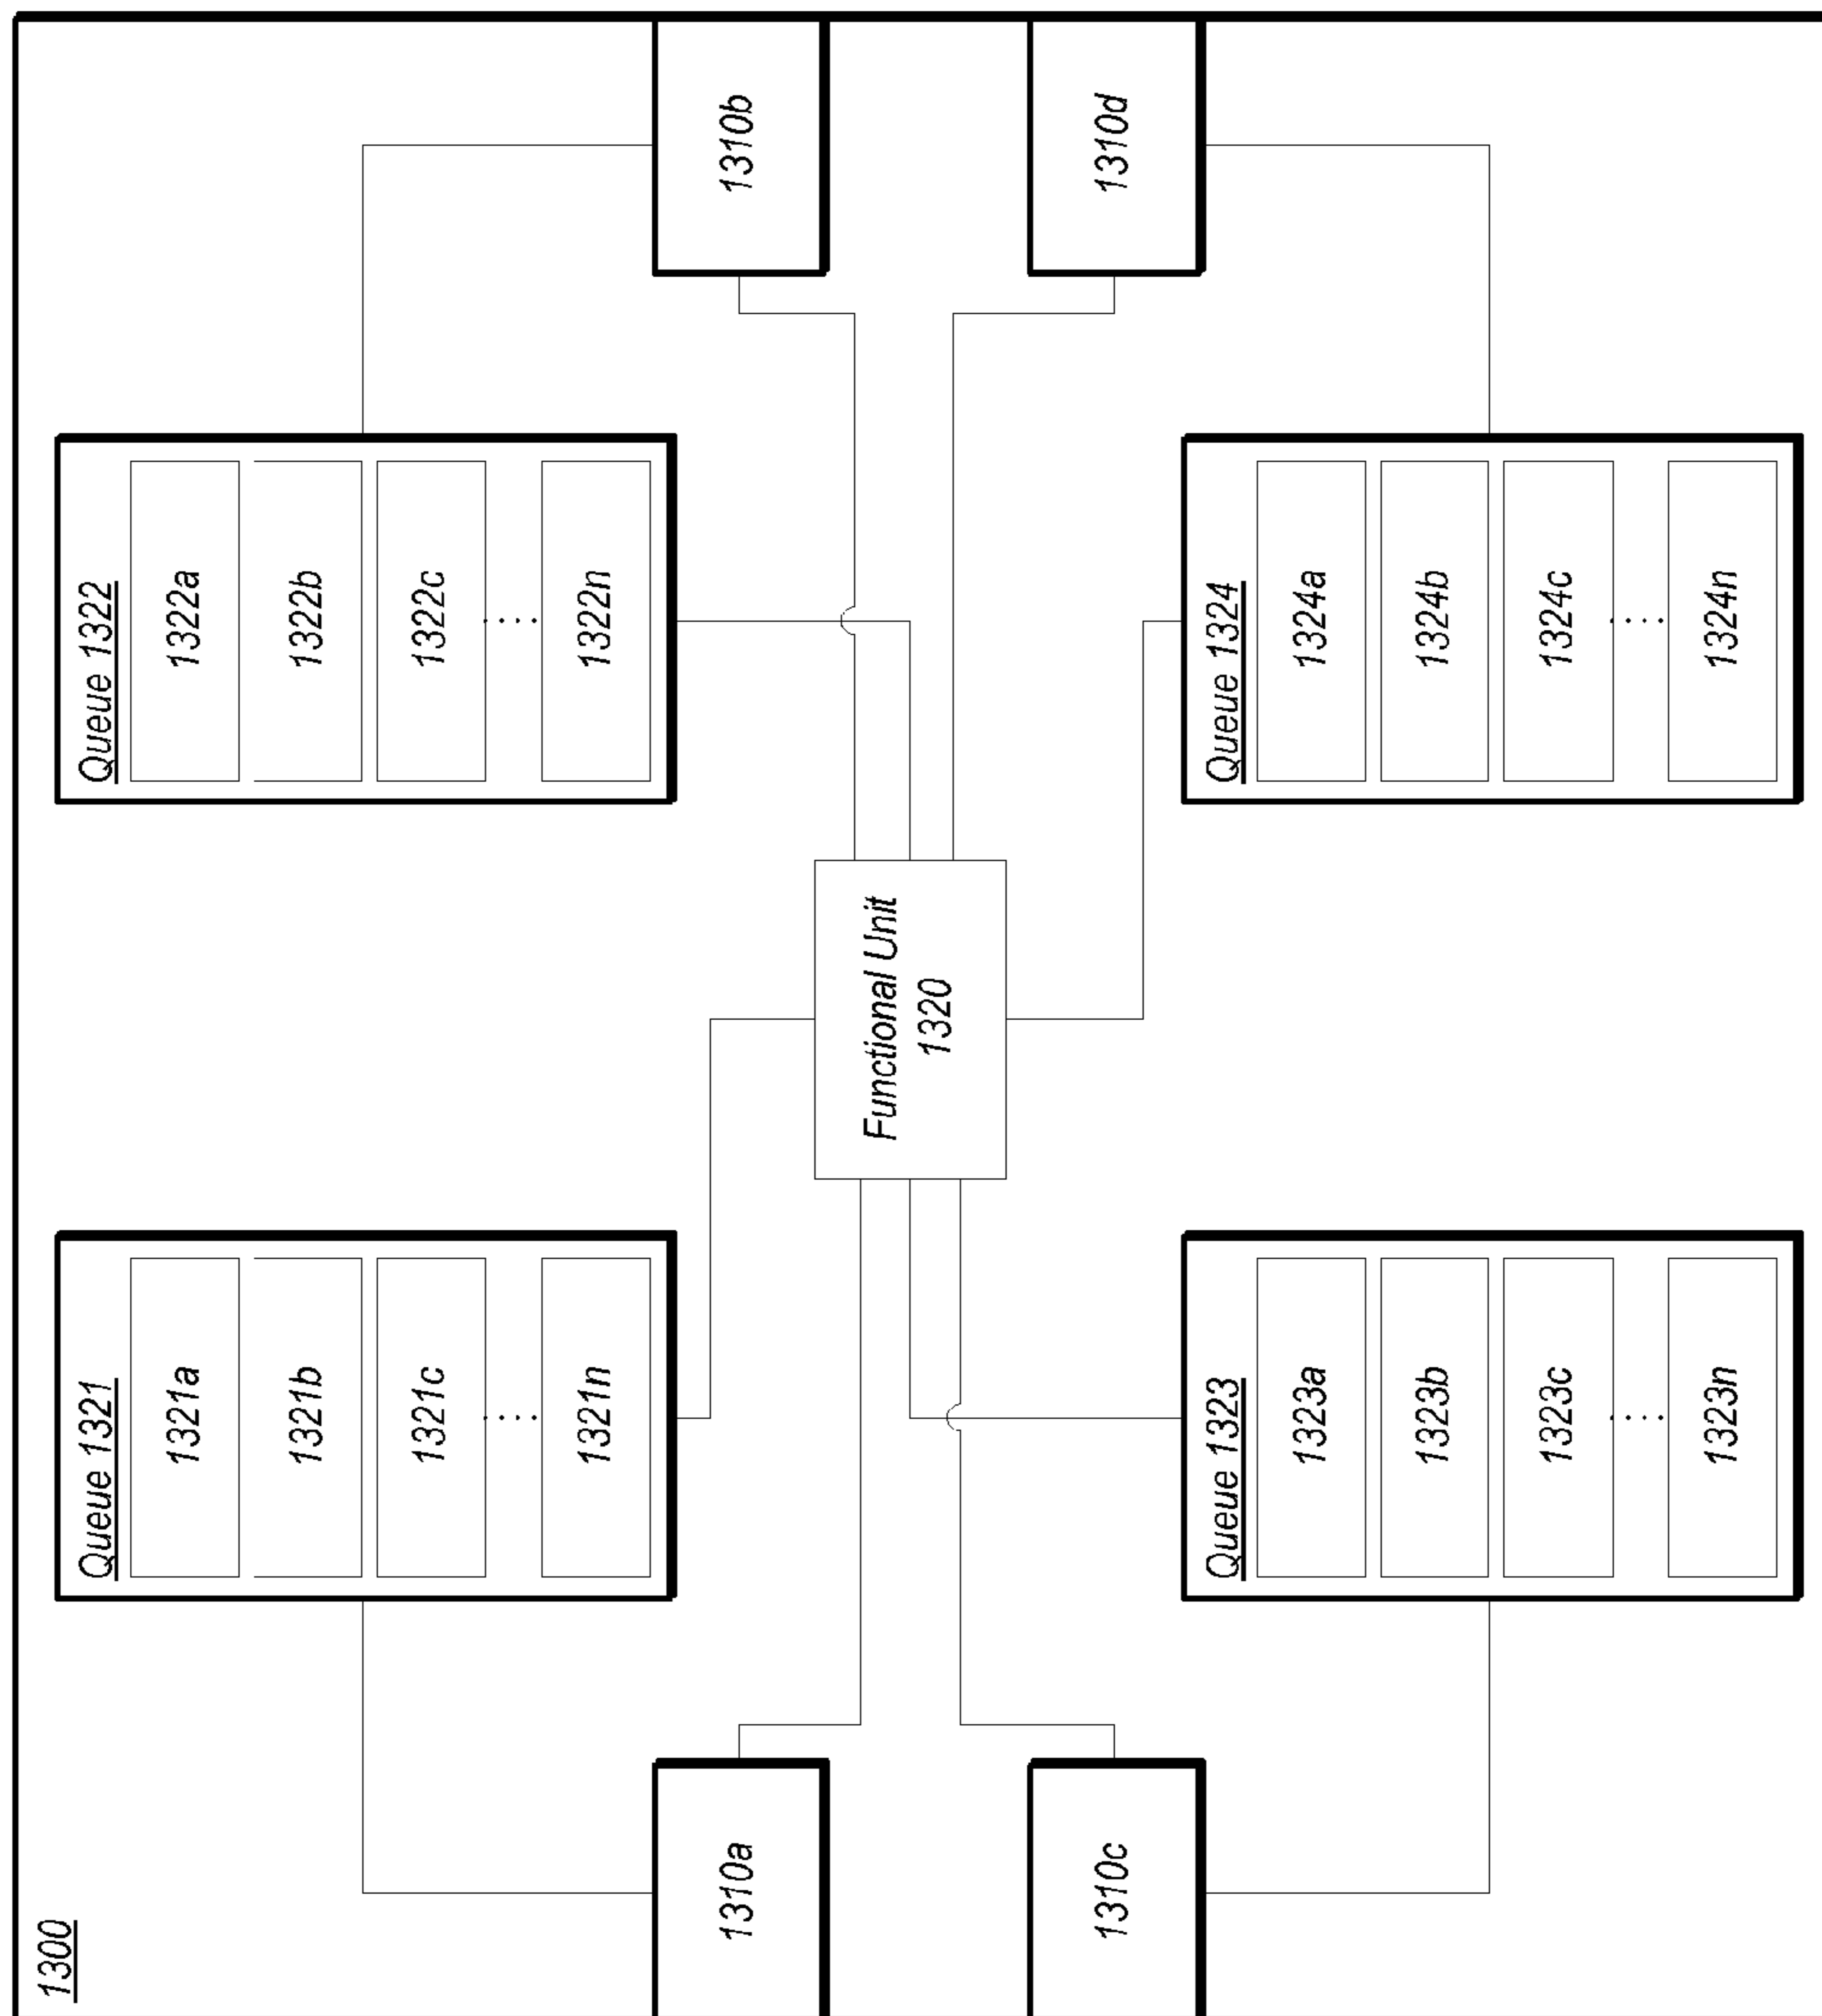 1300
Queue 1321
1321a
1321b
1321c
1321n
Queue 1322
1322a
1322b
1322c
1322n
1310a
1310b
Functional Unit
1320
1310c
1310d
Queue 1323
1323a
1323b
1323c
1323n
Queue 1324
1324a
1324b
1324c
1324n